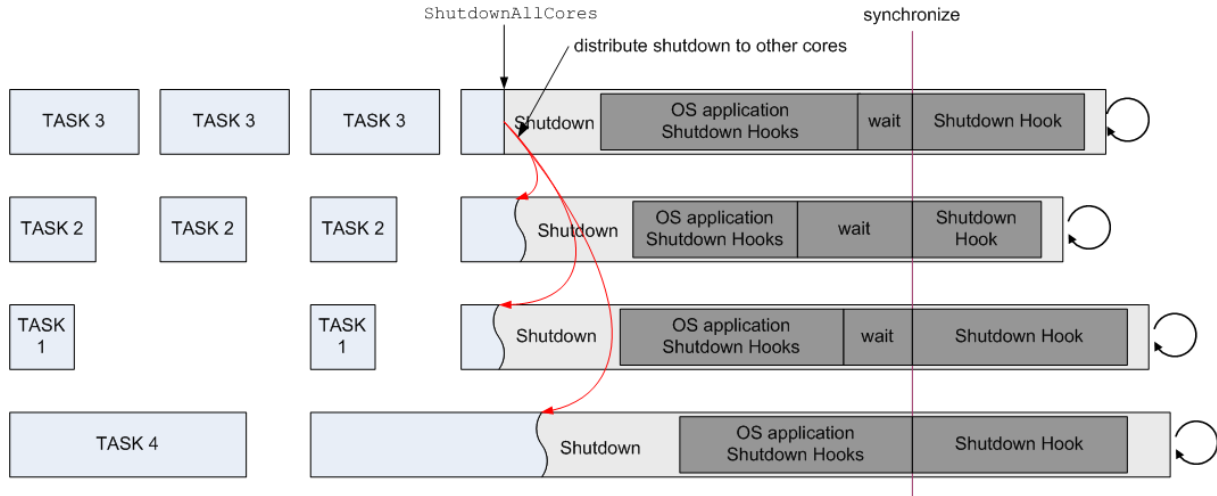 ShutdownAllCores
synchronize
distribute shutdown to other cores
TASK 3
TASK 3
TASK 3
Shutdown
OS application
Shutdown Hooks
wait
Shutdown Hook
TASK 2
TASK 2
TASK 2
Shutdown
OS application
Shutdown Hooks
wait
Shutdown
Hook
TASK
1
TASK
1
Shutdown
OS application
Shutdown Hooks
wait
Shutdown Hook
TASK 4
Shutdown
OS application
Shutdown Hooks
Shutdown Hook